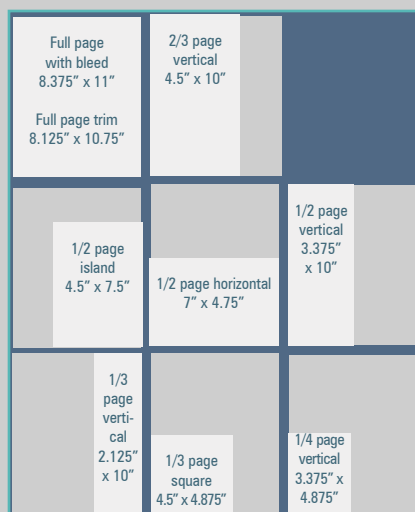 Full page
with bleed
8.375” x 11”
Full page trim
8.125” x 10.75”
2/3 page
vertical
4.5” x 10”
1/2 page
island
4.5” x 7.5”
1/2 page horizontal
7” x 4.75”
1/2 page
vertical
3.375”
x 10”
1/3
page
verti-
cal
2.125”
x 10”
1/3 page
square
4.5” x 4.875”
1/4 page
vertical
3.375” x
4.875”